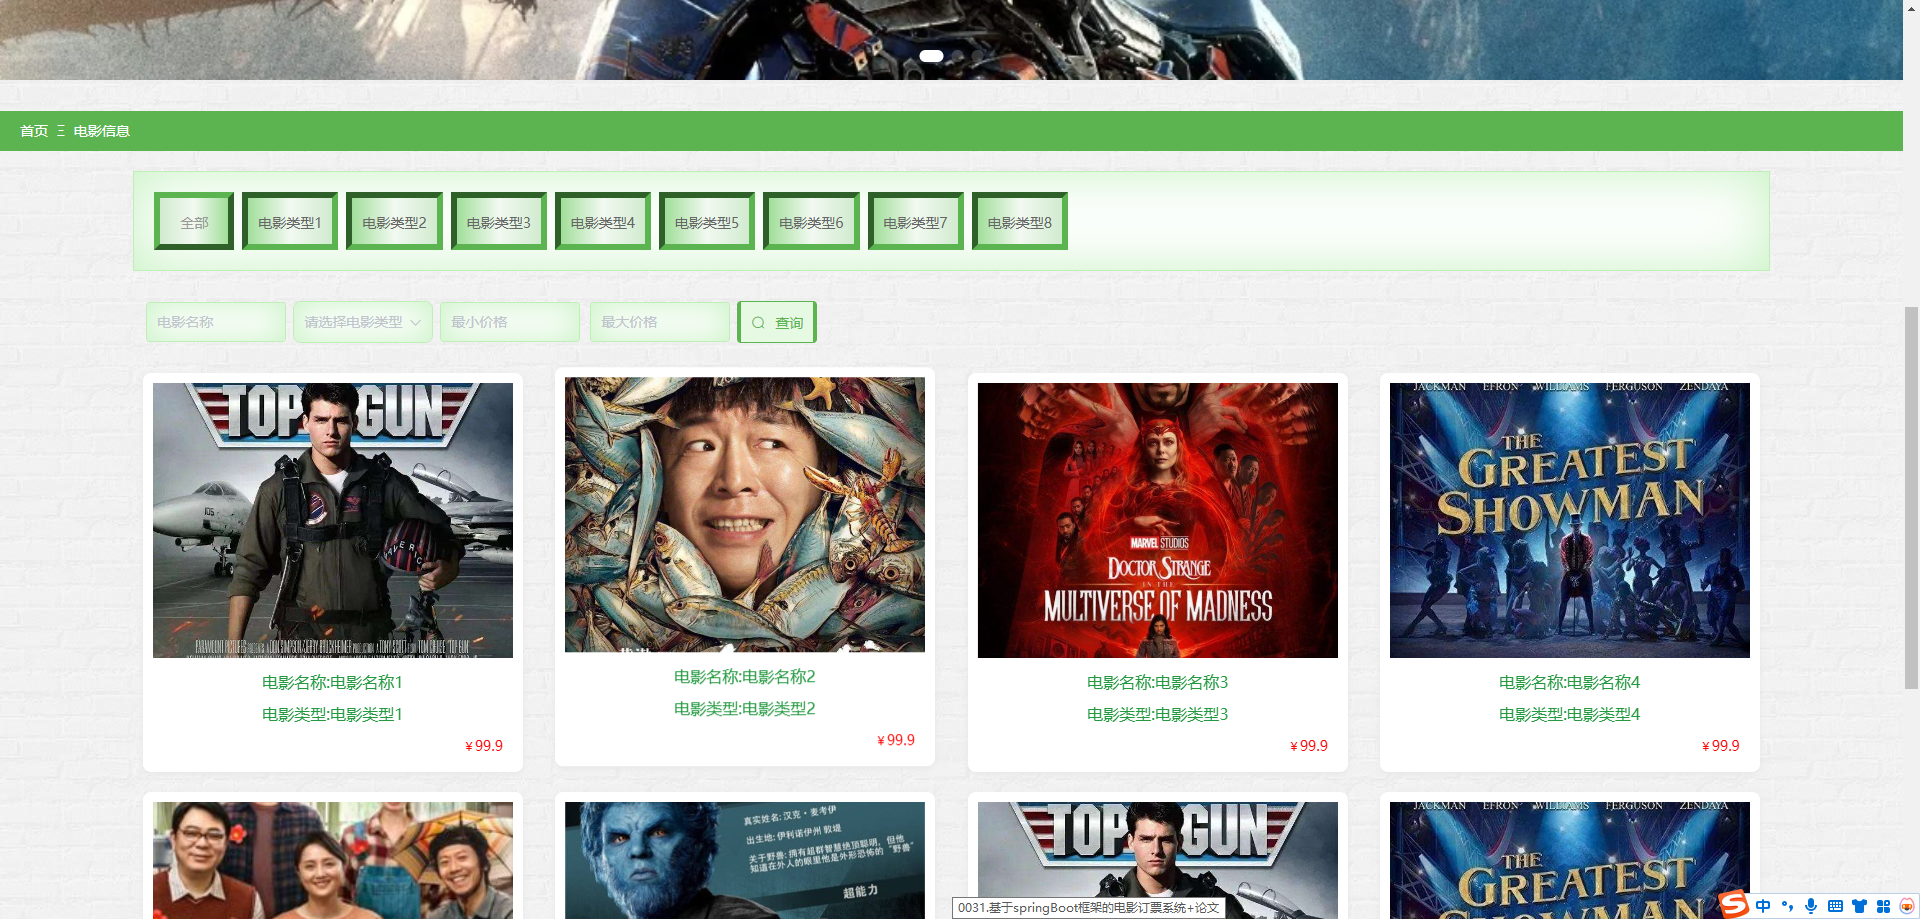 首页 Ξ 电影信息
全部 电影类型1 电影类型2 电影类型3 电影类型4 电影类型5 电影类型6 电影类型7 电影类型8
电影名称 请选择电影类型 最小价格 最大价格 查询
TOP GUN
105
MAVERIC
MARVEL STUDIOS
DOCTOR STRANGE
IN THE
MULTIVERSE OF MADNESS
JACKMAN EFRON WILLIAMS FERGUSON ZENDAYA
THE
GREATEST
SHOWMAN
电影名称:电影名称1
电影类型:电影类型1
¥99.9
电影名称:电影名称2
电影类型:电影类型2
¥99.9
电影名称:电影名称3
电影类型:电影类型3
¥99.9
电影名称:电影名称4
电影类型:电影类型4
¥99.9
真实姓名:汉克·麦考伊
出生地:伊利诺伊州 敦堤
关于野兽:拥有超群智慧绝顶聪明,但他
知道在外人的眼里他是外形恐怖的“野兽”
超能力
TOP GUN
JACKMAN EFRON WILLIAMS FERGUSON ZENDAYA
THE
GREATEST
SHOWMAN
0031.基于springBoot框架的电影订票系统+论文
中